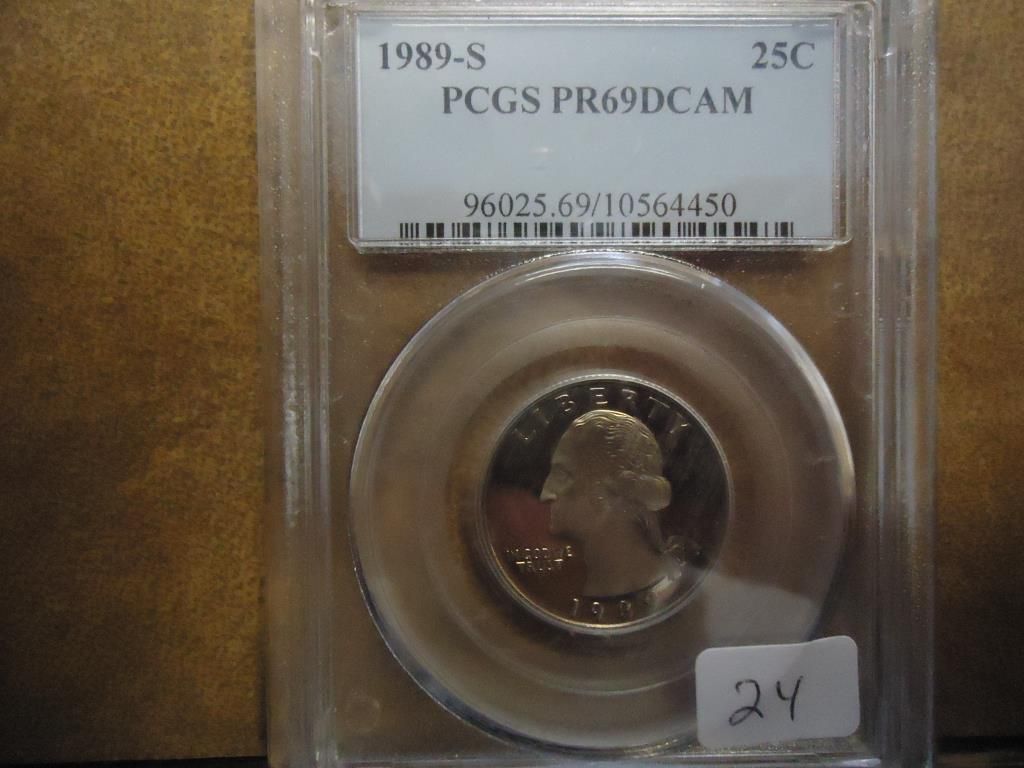 1989-S 25C
PCGS PR69DCAM
96025.69/10564450
LIBERTY
IN GOD WE
TRUST
24